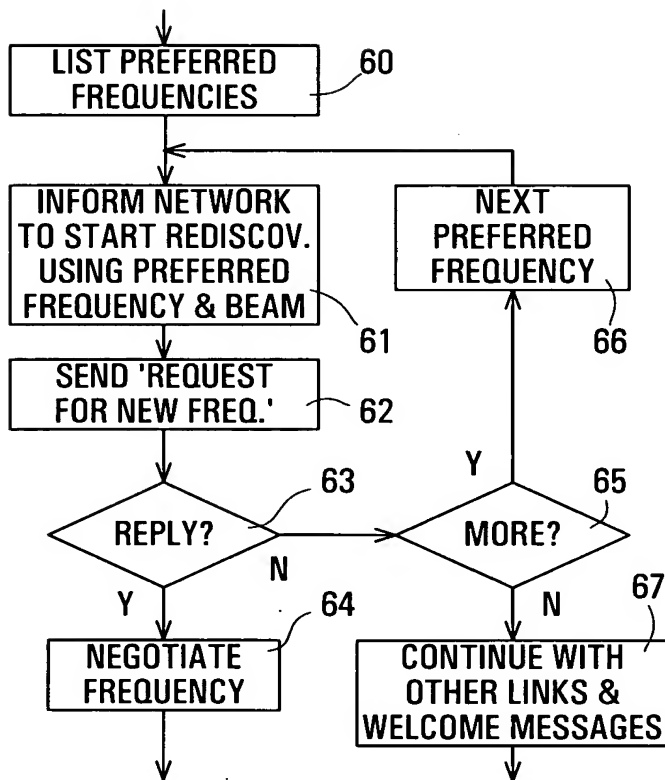 LIST PREFERRED
FREQUENCIES
60
INFORM NETWORK
TO START REDISCOV.
USING PREFERRED
FREQUENCY & BEAM
61
NEXT
PREFERRED
FREQUENCY
66
SEND 'REQUEST
FOR NEW FREQ.'
62
REPLY?
63
N
Y
MORE?
65
Y
N
NEGOTIATE
FREQUENCY
64
CONTINUE WITH
OTHER LINKS &
WELCOME MESSAGES
67